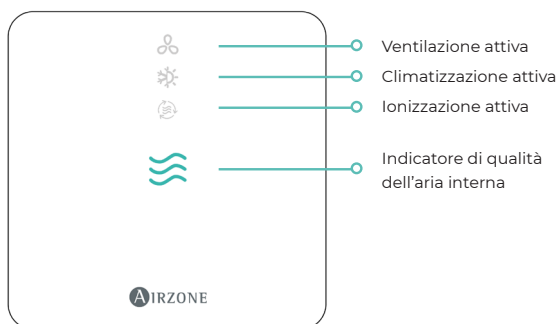 Ventilazione attiva
Climatizzazione attiva
Ionizzazione attiva
Indicatore di qualità
dell'aria interna
AIRZONE